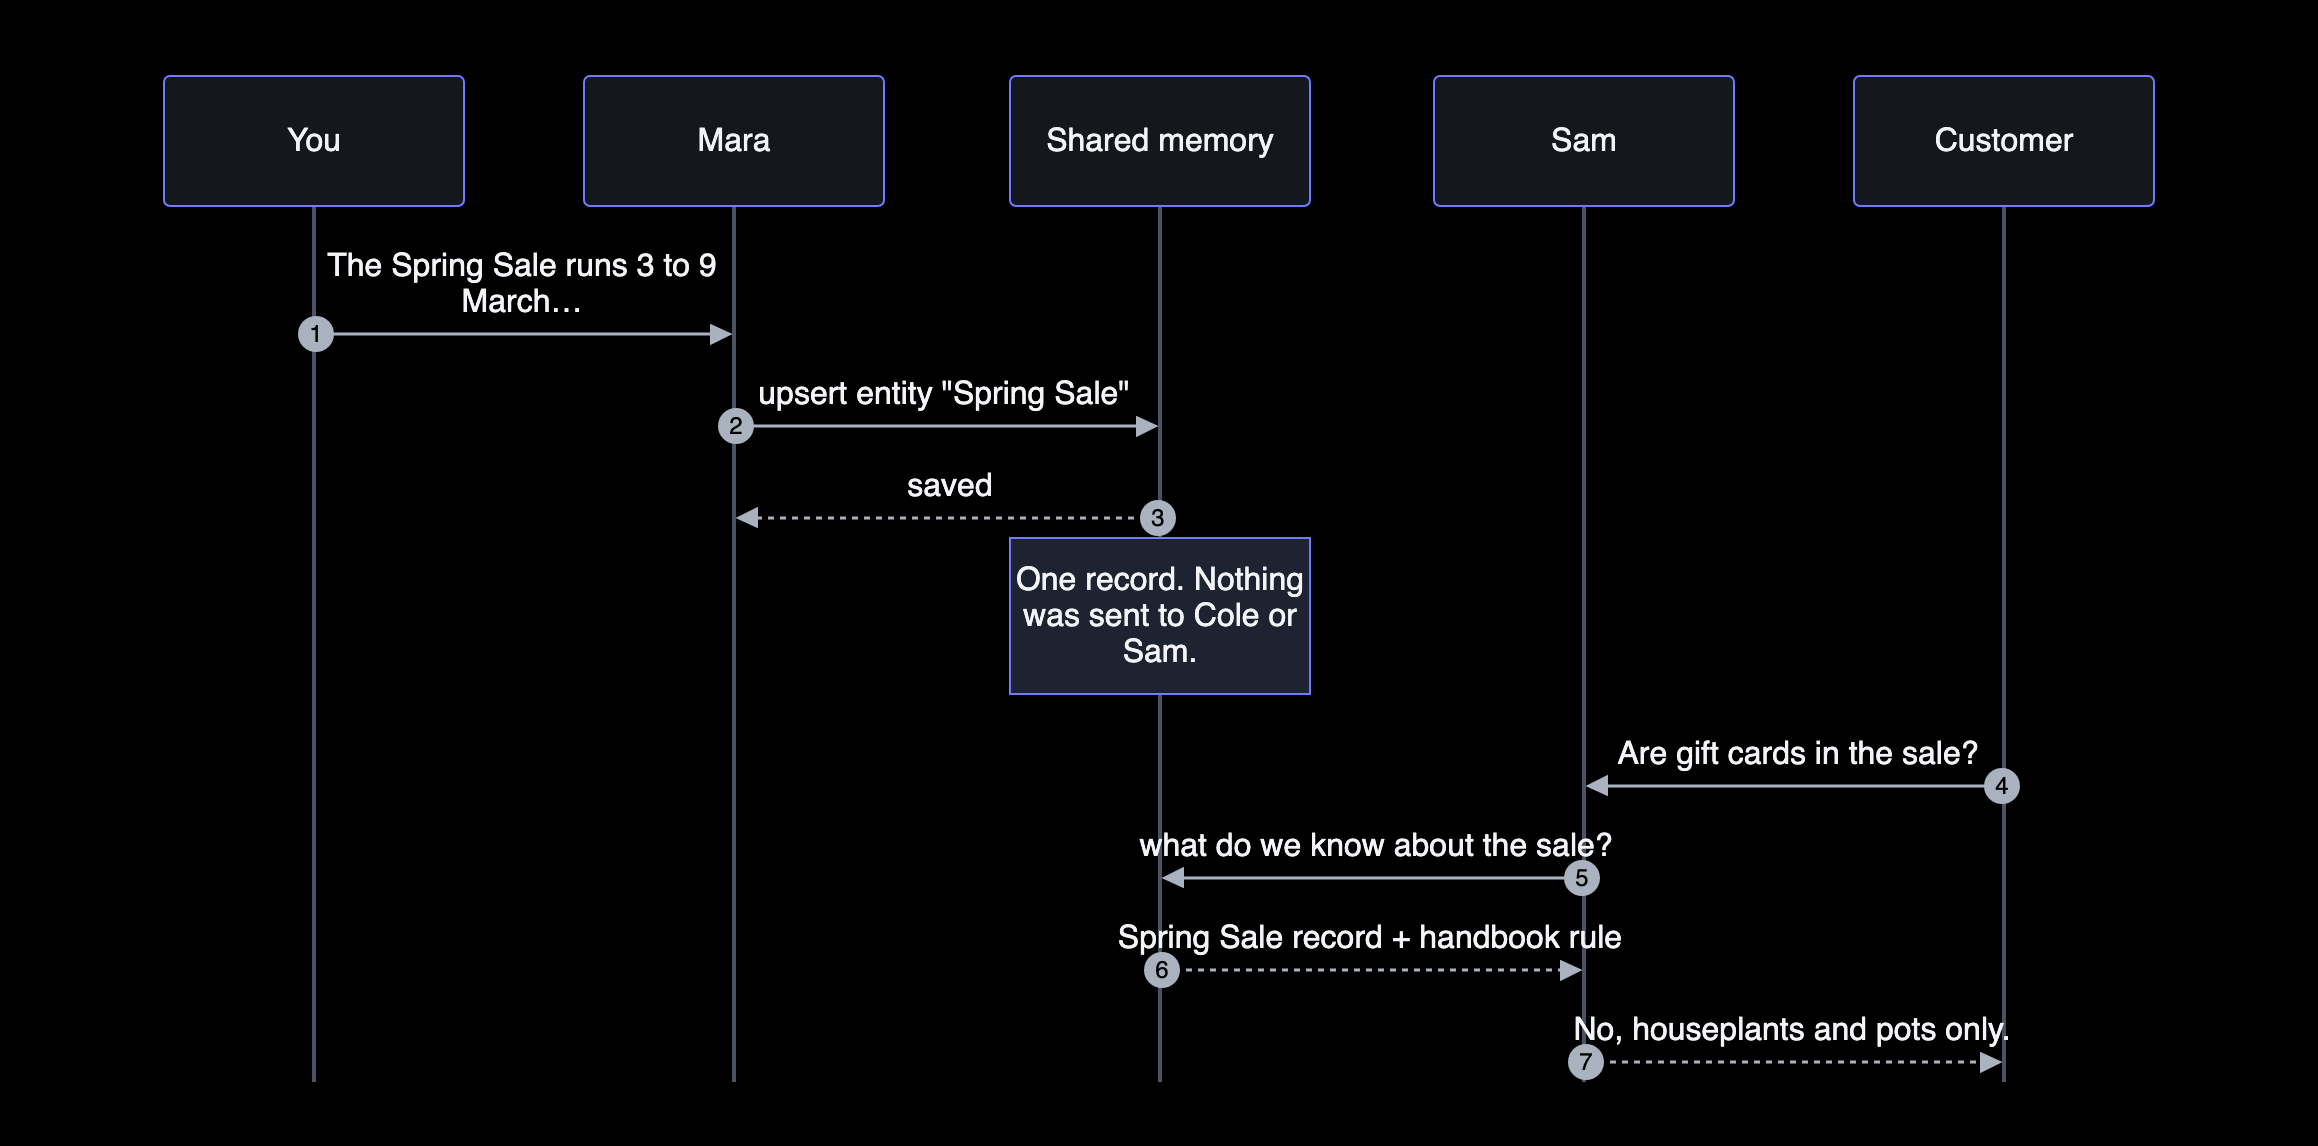 You
Mara
Shared memory
Sam
Customer
The Spring Sale runs 3 to 9
March...
1
upsert entity "Spring Sale"
2
saved
3
One record. Nothing
was sent to Cole or
Sam.
Are gift cards in the sale?
4
what do we know about the sale?
5
Spring Sale record + handbook rule
6
No, houseplants and pots only.
7